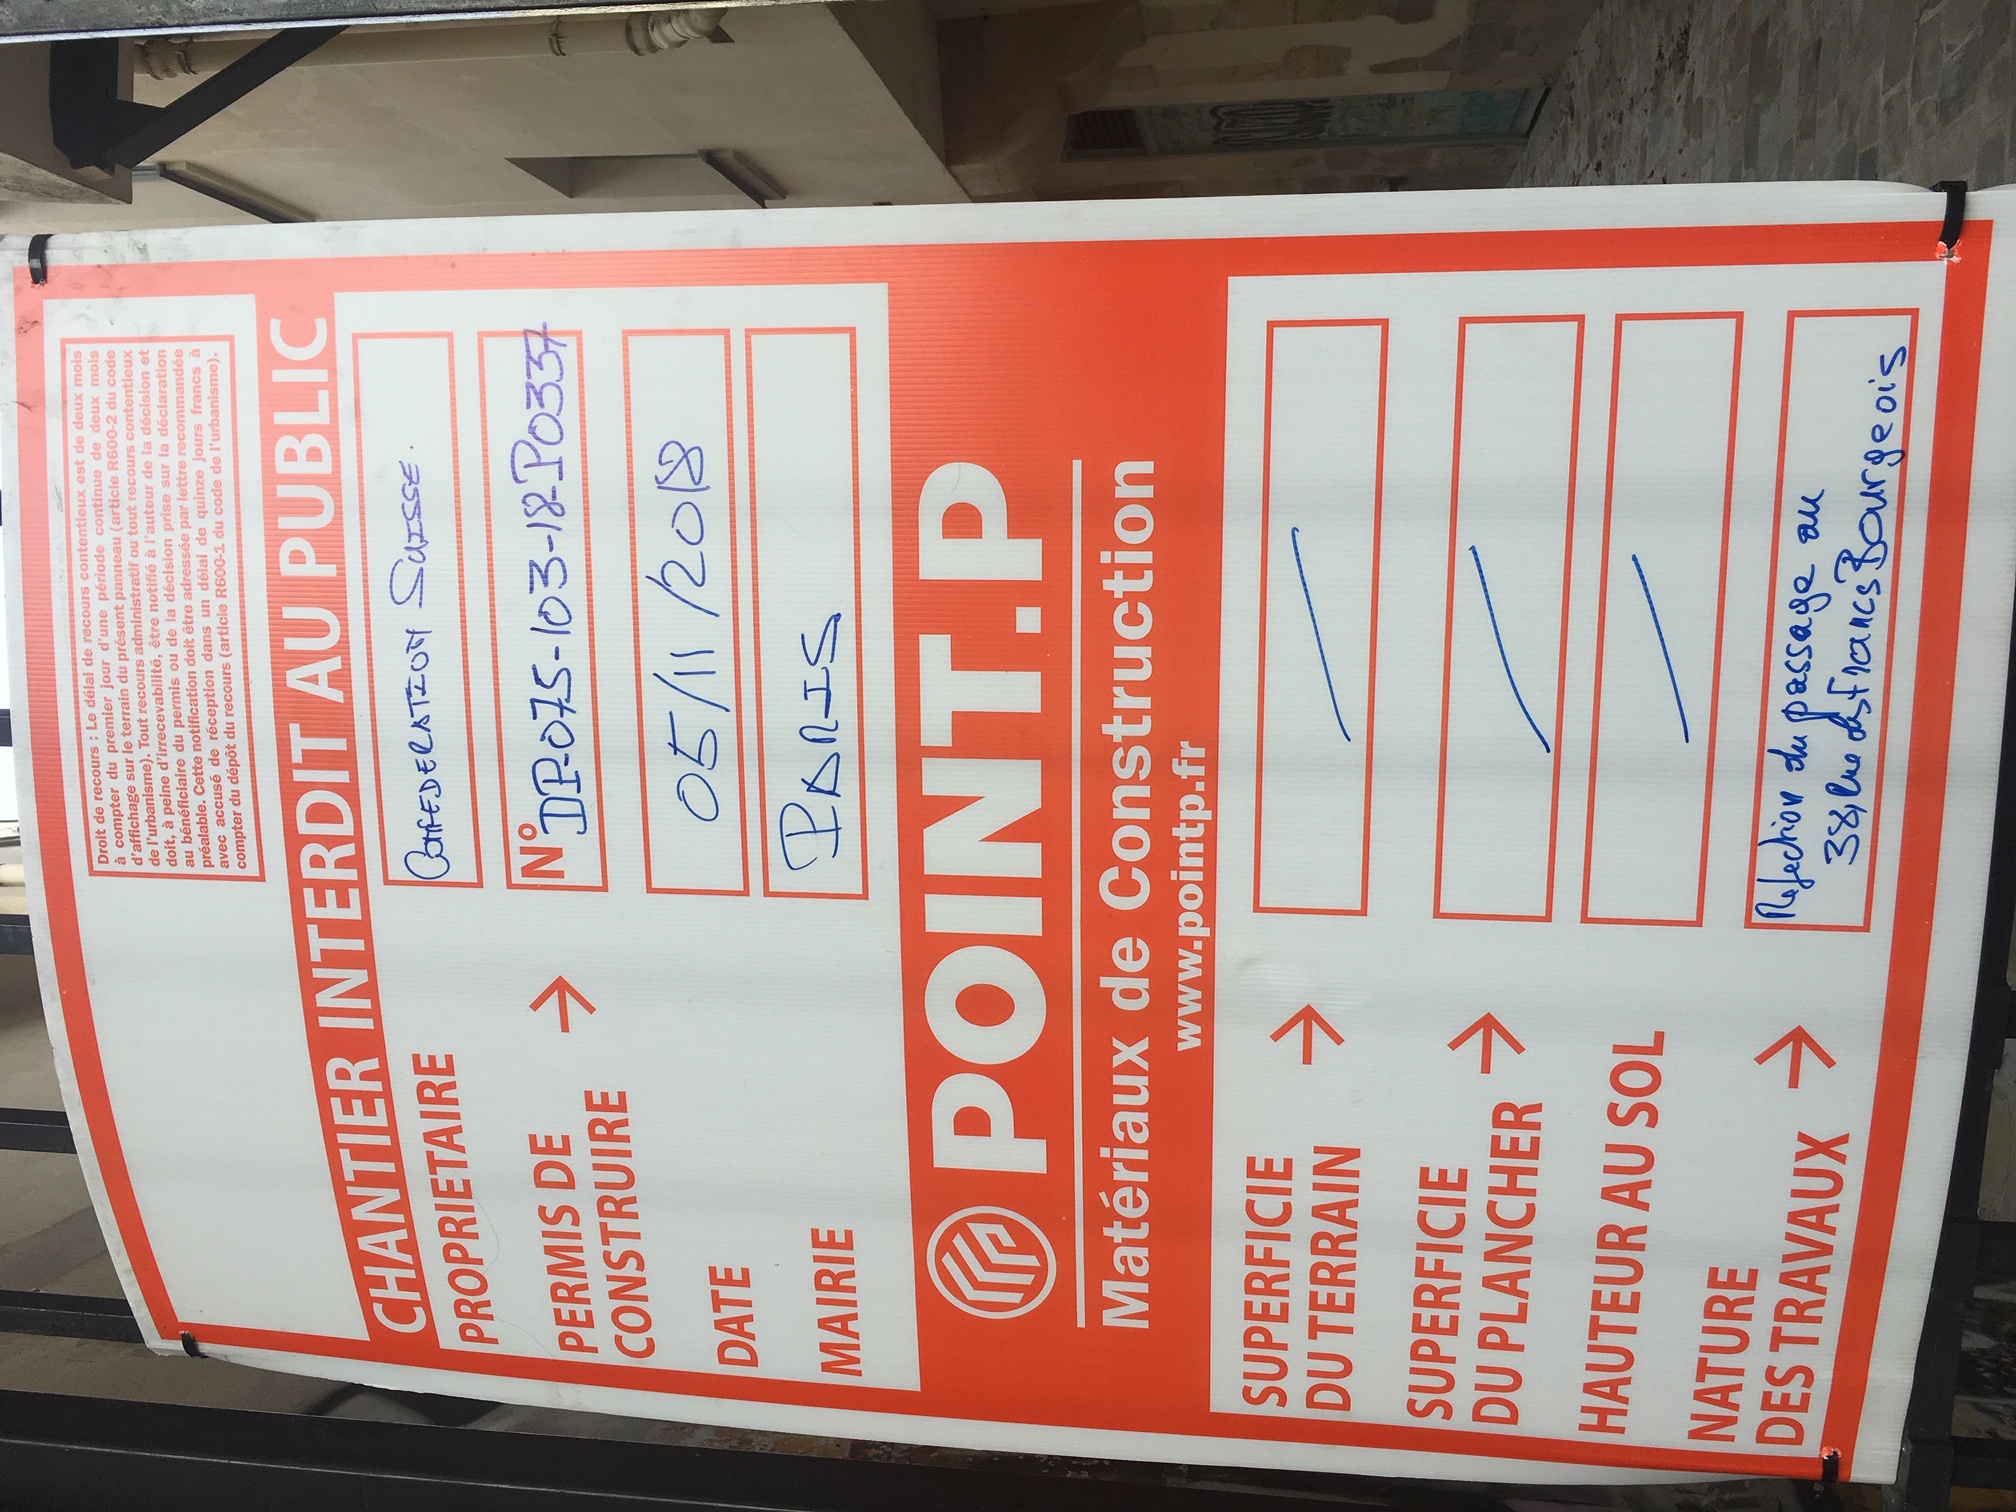 Droit de recours : Le délai de recours contentieux est de deux mois
à compter du premier jour d'une période continue de deux mois
d'affichage sur le terrain du présent panneau (article R600-2 du code
de l'urbanisme). Tout recours administratif ou tout recours contentieux
doit, à peine d'irrecevabilité, être notifié à l'auteur de la décision et
au bénéficiaire du permis ou de la décision prise sur la déclaration
préalable. Cette notification doit être adressée par lettre recommandée
avec accusé de réception dans un délai de quinze jours francs à
compter du dépôt du recours (article R600-1 du code de l'urbanisme).
CHANTIER INTERDIT AU PUBLIC
PROPRIETAIRE CONFEDERATION SUISSE.
PERMIS DE
CONSTRUIRE → N° DP-075-103-18-P0337
DATE 05/11/2018
MAIRIE PARIS
POINT.P
Matériaux de Construction
www.pointp.fr
SUPERFICIE
DU TERRAIN →
SUPERFICIE
DU PLANCHER →
HAUTEUR AU SOL
NATURE
DES TRAVAUX →
Refection du passage au
38, rue des Francs Bourgeois